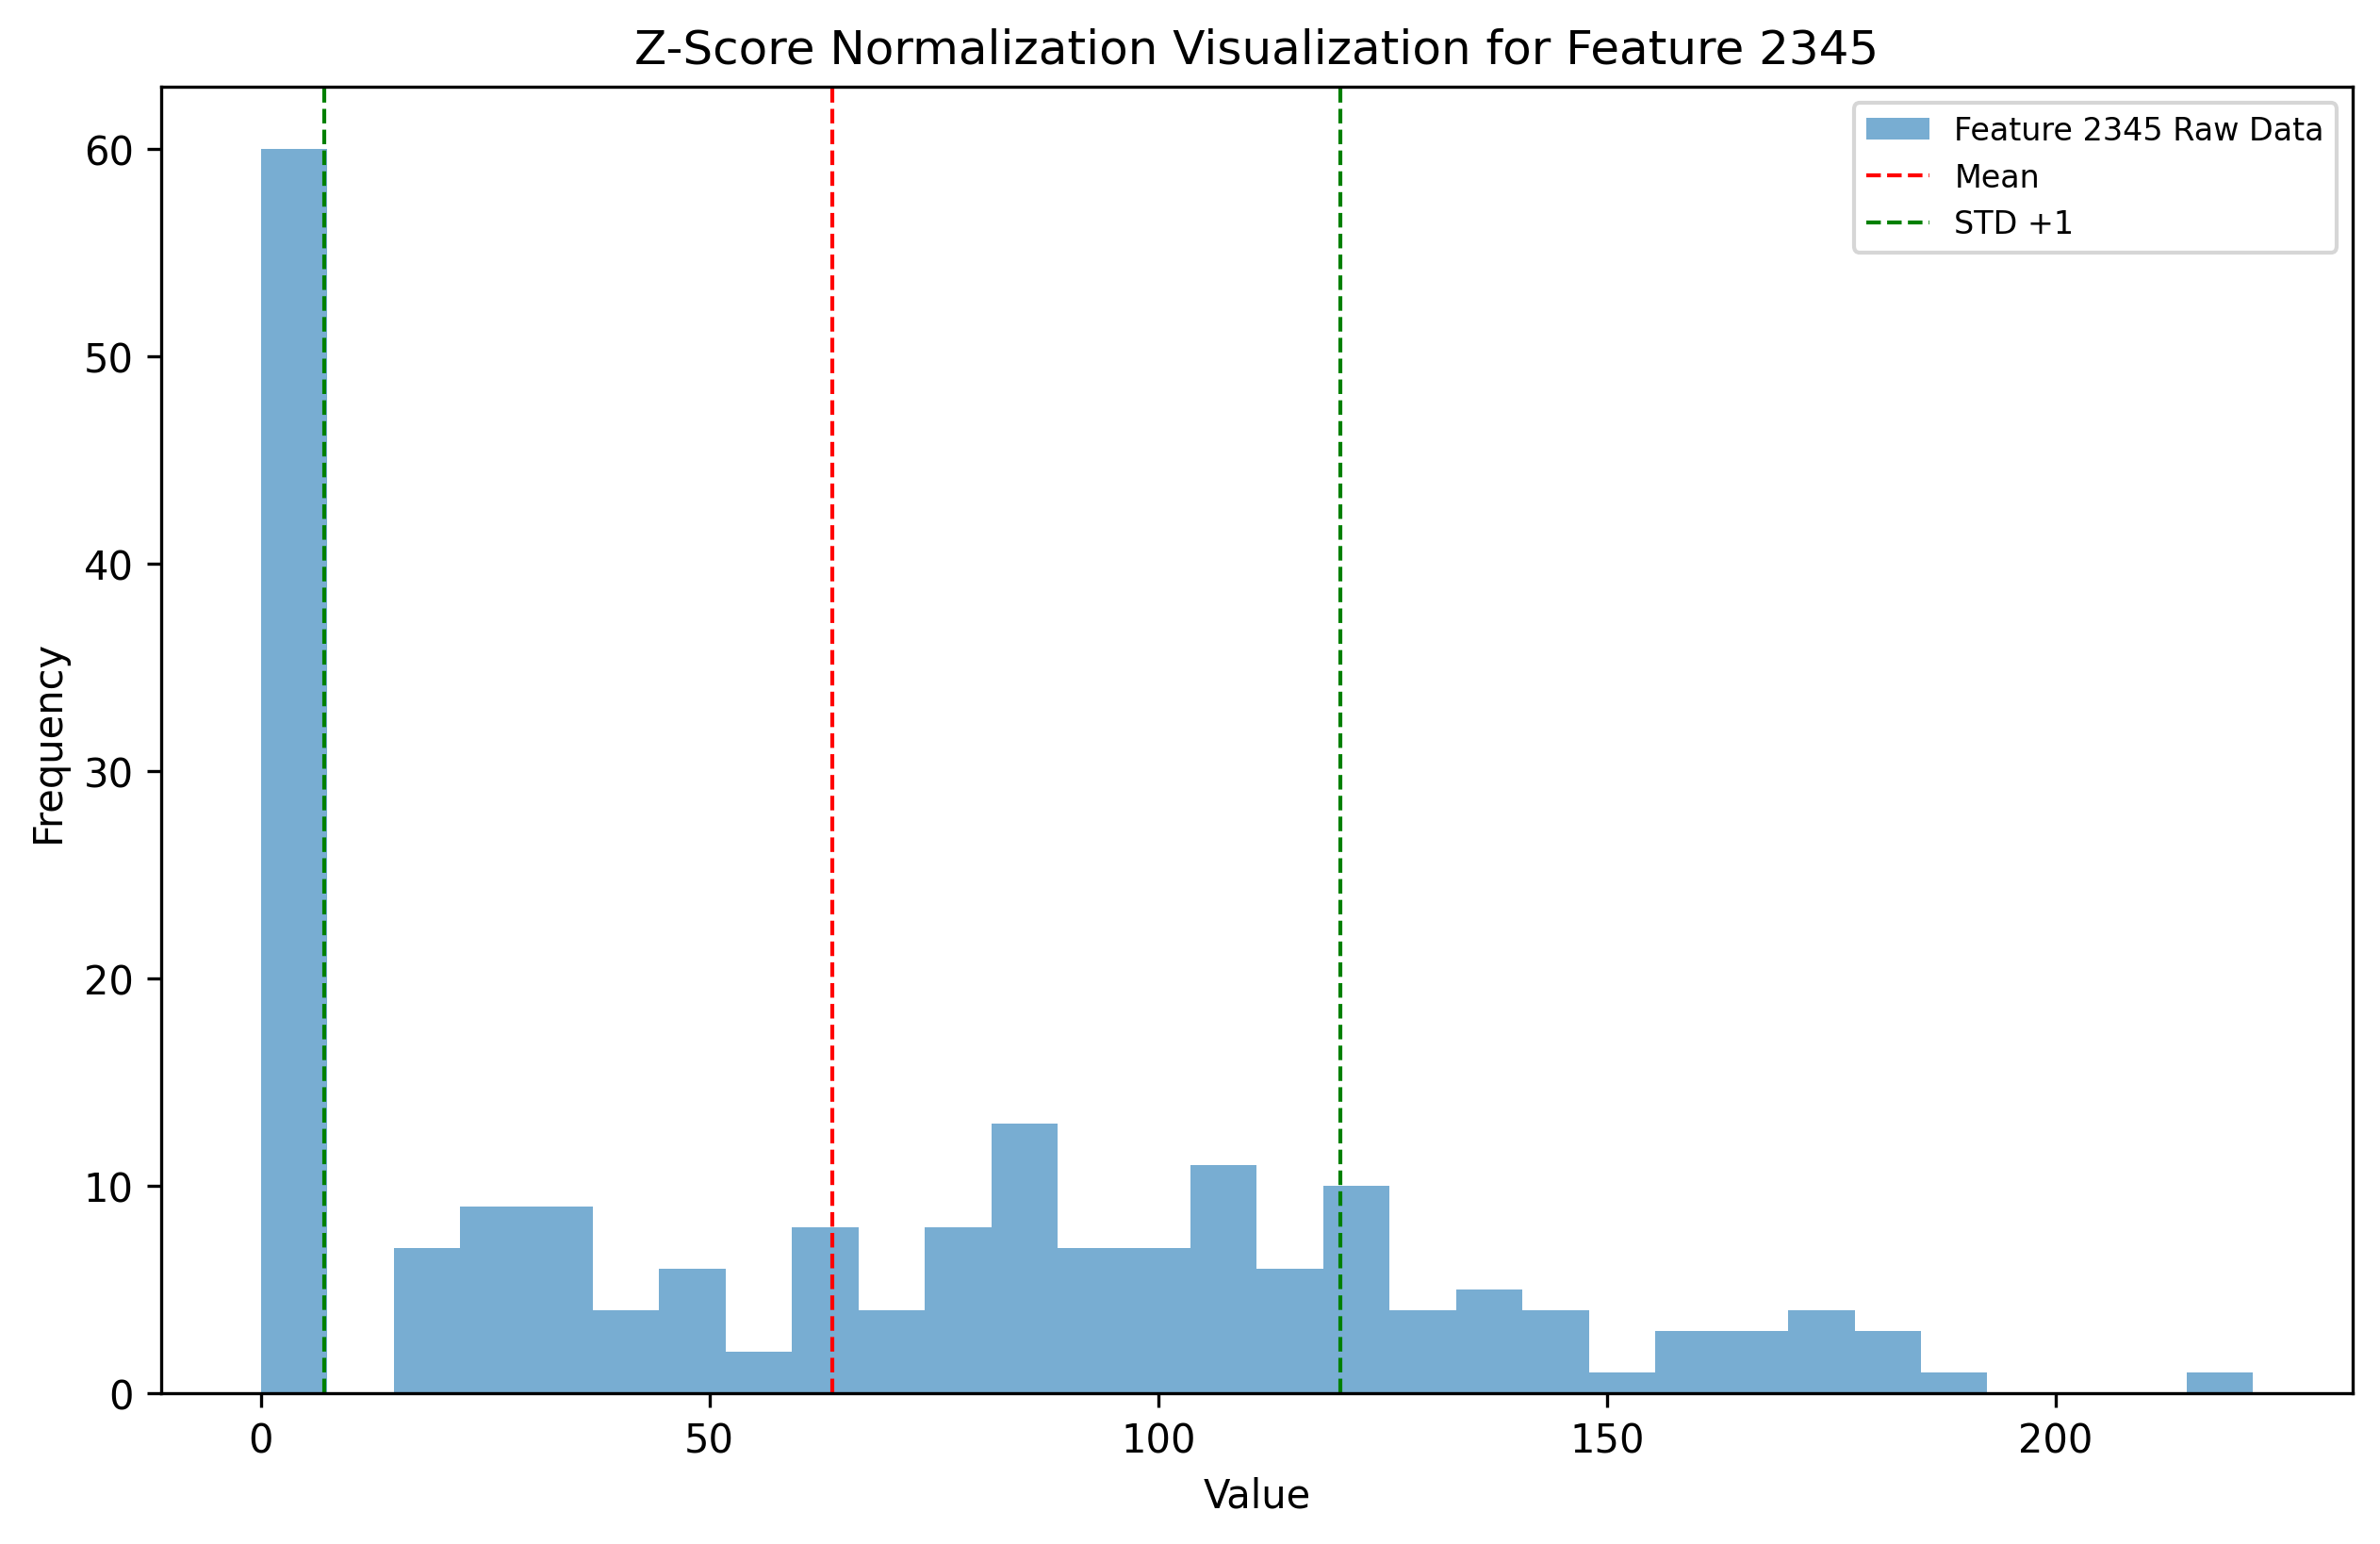 Z-Score Normalization Visualization for Feature 2345
Feature 2345 Raw Data
Mean
STD +1
Frequency
60
50
40
30
20
10
0
0 50 100 150 200
Value